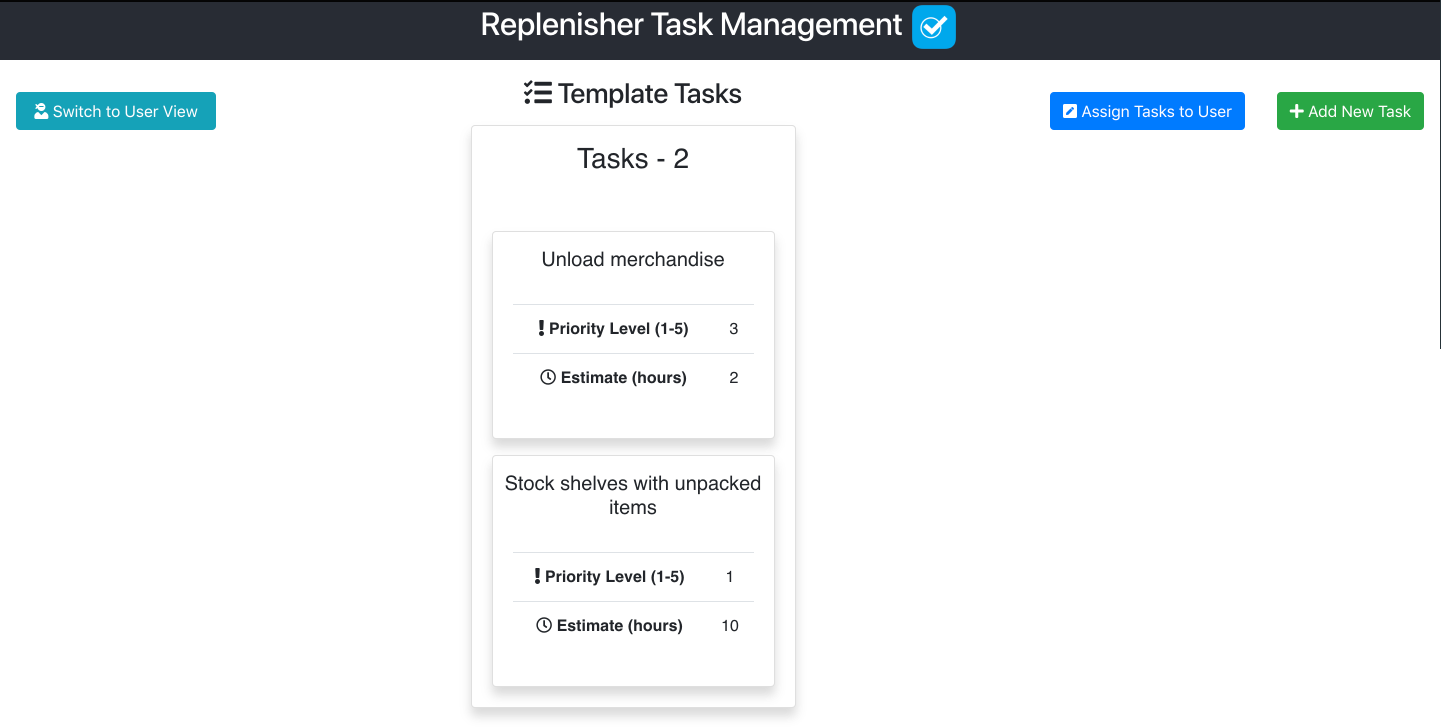 Replenisher Task Management
Switch to User View
Template Tasks
Assign Tasks to User
Add New Task
Tasks - 2
Unload merchandise
Priority Level (1-5) 3
Estimate (hours) 2
Stock shelves with unpacked
items
Priority Level (1-5) 1
Estimate (hours) 10